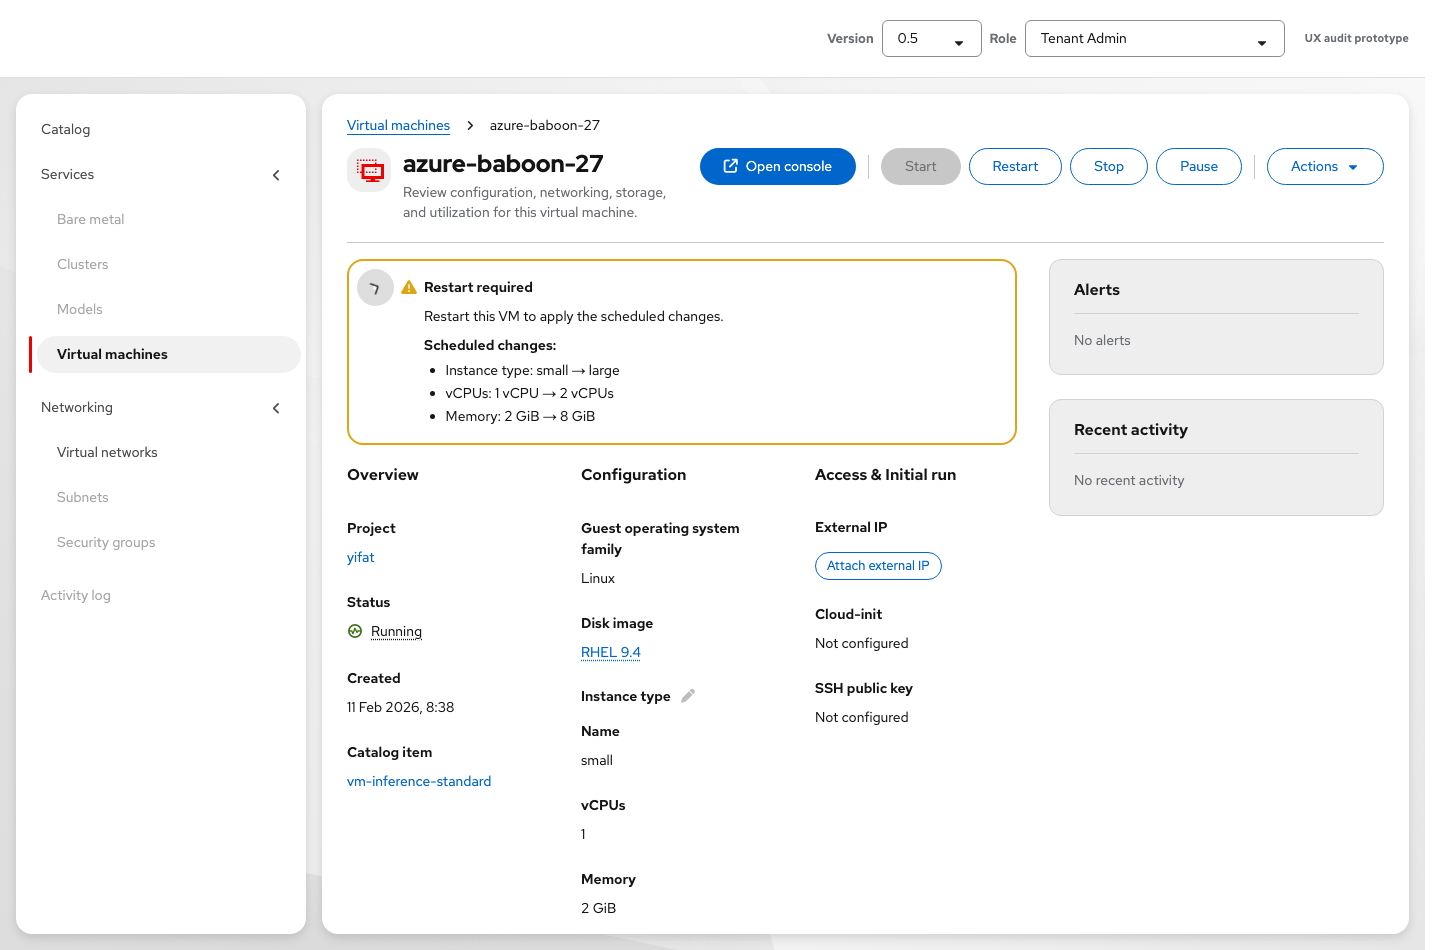 Version 0.5 Role Tenant Admin UX audit prototype
Catalog
Services
Bare metal
Clusters
Models
Virtual machines
Networking
Virtual networks
Subnets
Security groups
Activity log
Virtual machines > azure-baboon-27
azure-baboon-27
Review configuration, networking, storage,
and utilization for this virtual machine.
Open console Start Restart Stop Pause Actions
Restart required
Restart this VM to apply the scheduled changes.
Scheduled changes:
• Instance type: small → large
• vCPUs: 1 vCPU → 2 vCPUs
• Memory: 2 GiB → 8 GiB
Overview
Project
yifat
Status
Running
Created
11 Feb 2026, 8:38
Catalog item
vm-inference-standard
Configuration
Guest operating system
family
Linux
Disk image
RHEL 9.4
Instance type
Name
small
vCPUs
1
Memory
2 GiB
Access & Initial run
External IP
Attach external IP
Cloud-init
Not configured
SSH public key
Not configured
Alerts
No alerts
Recent activity
No recent activity